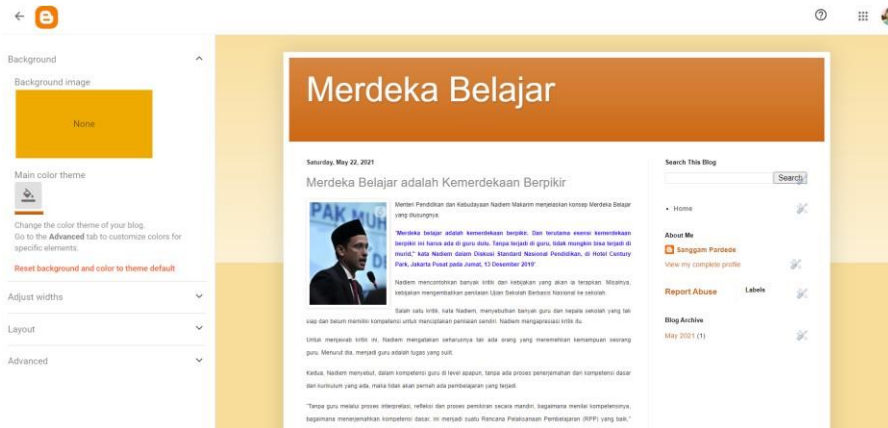 Background
Background image
None
Main color theme
Change the color theme of your blog.
Go to the Advanced tab to customize colors for
specific elements.
Reset background and color to theme default
Adjust widths
Layout
Advanced
Merdeka Belajar
Saturday, May 22, 2021
Merdeka Belajar adalah Kemerdekaan Berpikir
PAK MUH
Menteri Pendidikan dan Kebudayaan Nadiem Makarim menjelaskan konsep Merdeka Belajar
yang diusungnya.
"Merdeka belajar adalah kemerdekaan berpikir. Dan terutama esensi kemerdekaan
berpikir ini harus ada di guru dulu. Tanpa terjadi di guru, tidak mungkin bisa terjadi di
murid," kata Nadiem dalam Diskusi Standard Nasional Pendidikan, di Hotel Century
Park, Jakarta Pusat pada Jumat, 13 Desember 2019".
Nadiem mencontohkan banyak kritik dari kebijakan yang akan ia terapkan. Misalnya,
kebijakan mengembalikan penilaian Ujian Sekolah Berbasis Nasional ke sekolah.
Salah satu kritik, kata Nadiem, menyebutkan banyak guru dan kepala sekolah yang tak
siap dan belum memiliki kompetensi untuk menciptakan penilaian sendiri. Nadiem mengapresiasi kritik itu.
Untuk menjawab kritik ini, Nadiem mengatakan seharusnya tak ada orang yang meremehkan kemampuan seorang
guru. Menurut dia, menjadi guru adalah tugas yang sulit.
Kedua, Nadiem menyebut, dalam kompetensi guru di level apapun, tanpa ada proses penerjemahan dari kompetensi dasar
dan kurikulum yang ada, maka tidak akan pernah ada pembelajaran yang terjadi.
"Tanpa guru melalui proses interpretasi, refleksi dan proses pemikiran secara mandiri, bagaimana menilai kompetensinya,
bagaimana menerjemahkan kompetensi dasar, ini menjadi suatu Rencana Pelaksanaan Pembelajaran (RPP) yang baik,"
Search This Blog
Search
Home
About Me
Sanggam Pardede
View my complete profile
Report Abuse
Labels
Blog Archive
May 2021 (1)